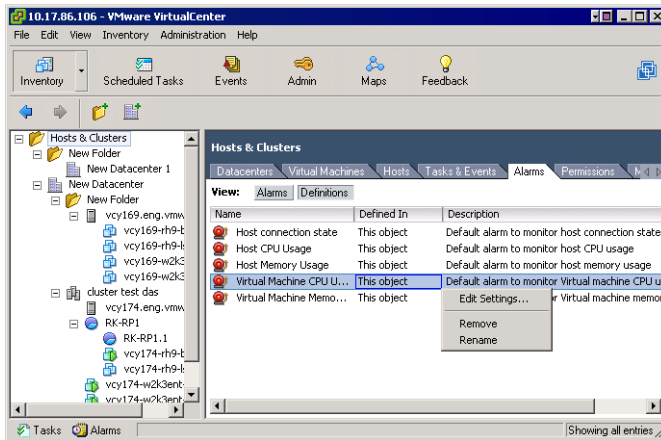 10.17.86.106 - VMware VirtualCenter
File Edit View Inventory Administration Help
Inventory Scheduled Tasks Events Admin Maps Feedback
Hosts & Clusters
New Folder
New Datacenter 1
New Datacenter
New Folder
vcy169.eng.vmw
vcy169-rh9-b
vcy169-rh9-ls
vcy169-w2k3
vcy169-w2k3
cluster test das
vcy174.eng.vmw
RK-RP1
RK-RP1.1
vcy174-rh9-b
vcy174-rh9-ls
vcy174-w2k3ent-
vcy174-w2k3ent-
Hosts & Clusters
Datacenters Virtual Machines Hosts Tasks & Events Alarms Permissions M
View: Alarms Definitions
Name Defined In Description
Host connection state This object Default alarm to monitor host connection state
Host CPU Usage This object Default alarm to monitor host CPU usage
Host Memory Usage This object Default alarm to monitor host memory usage
Virtual Machine CPU U... This object Default alarm to monitor Virtual machine CPU u
Virtual Machine Memo... This object or Virtual machine memor
Edit Settings...
Remove
Rename
Tasks Alarms Showing all entries